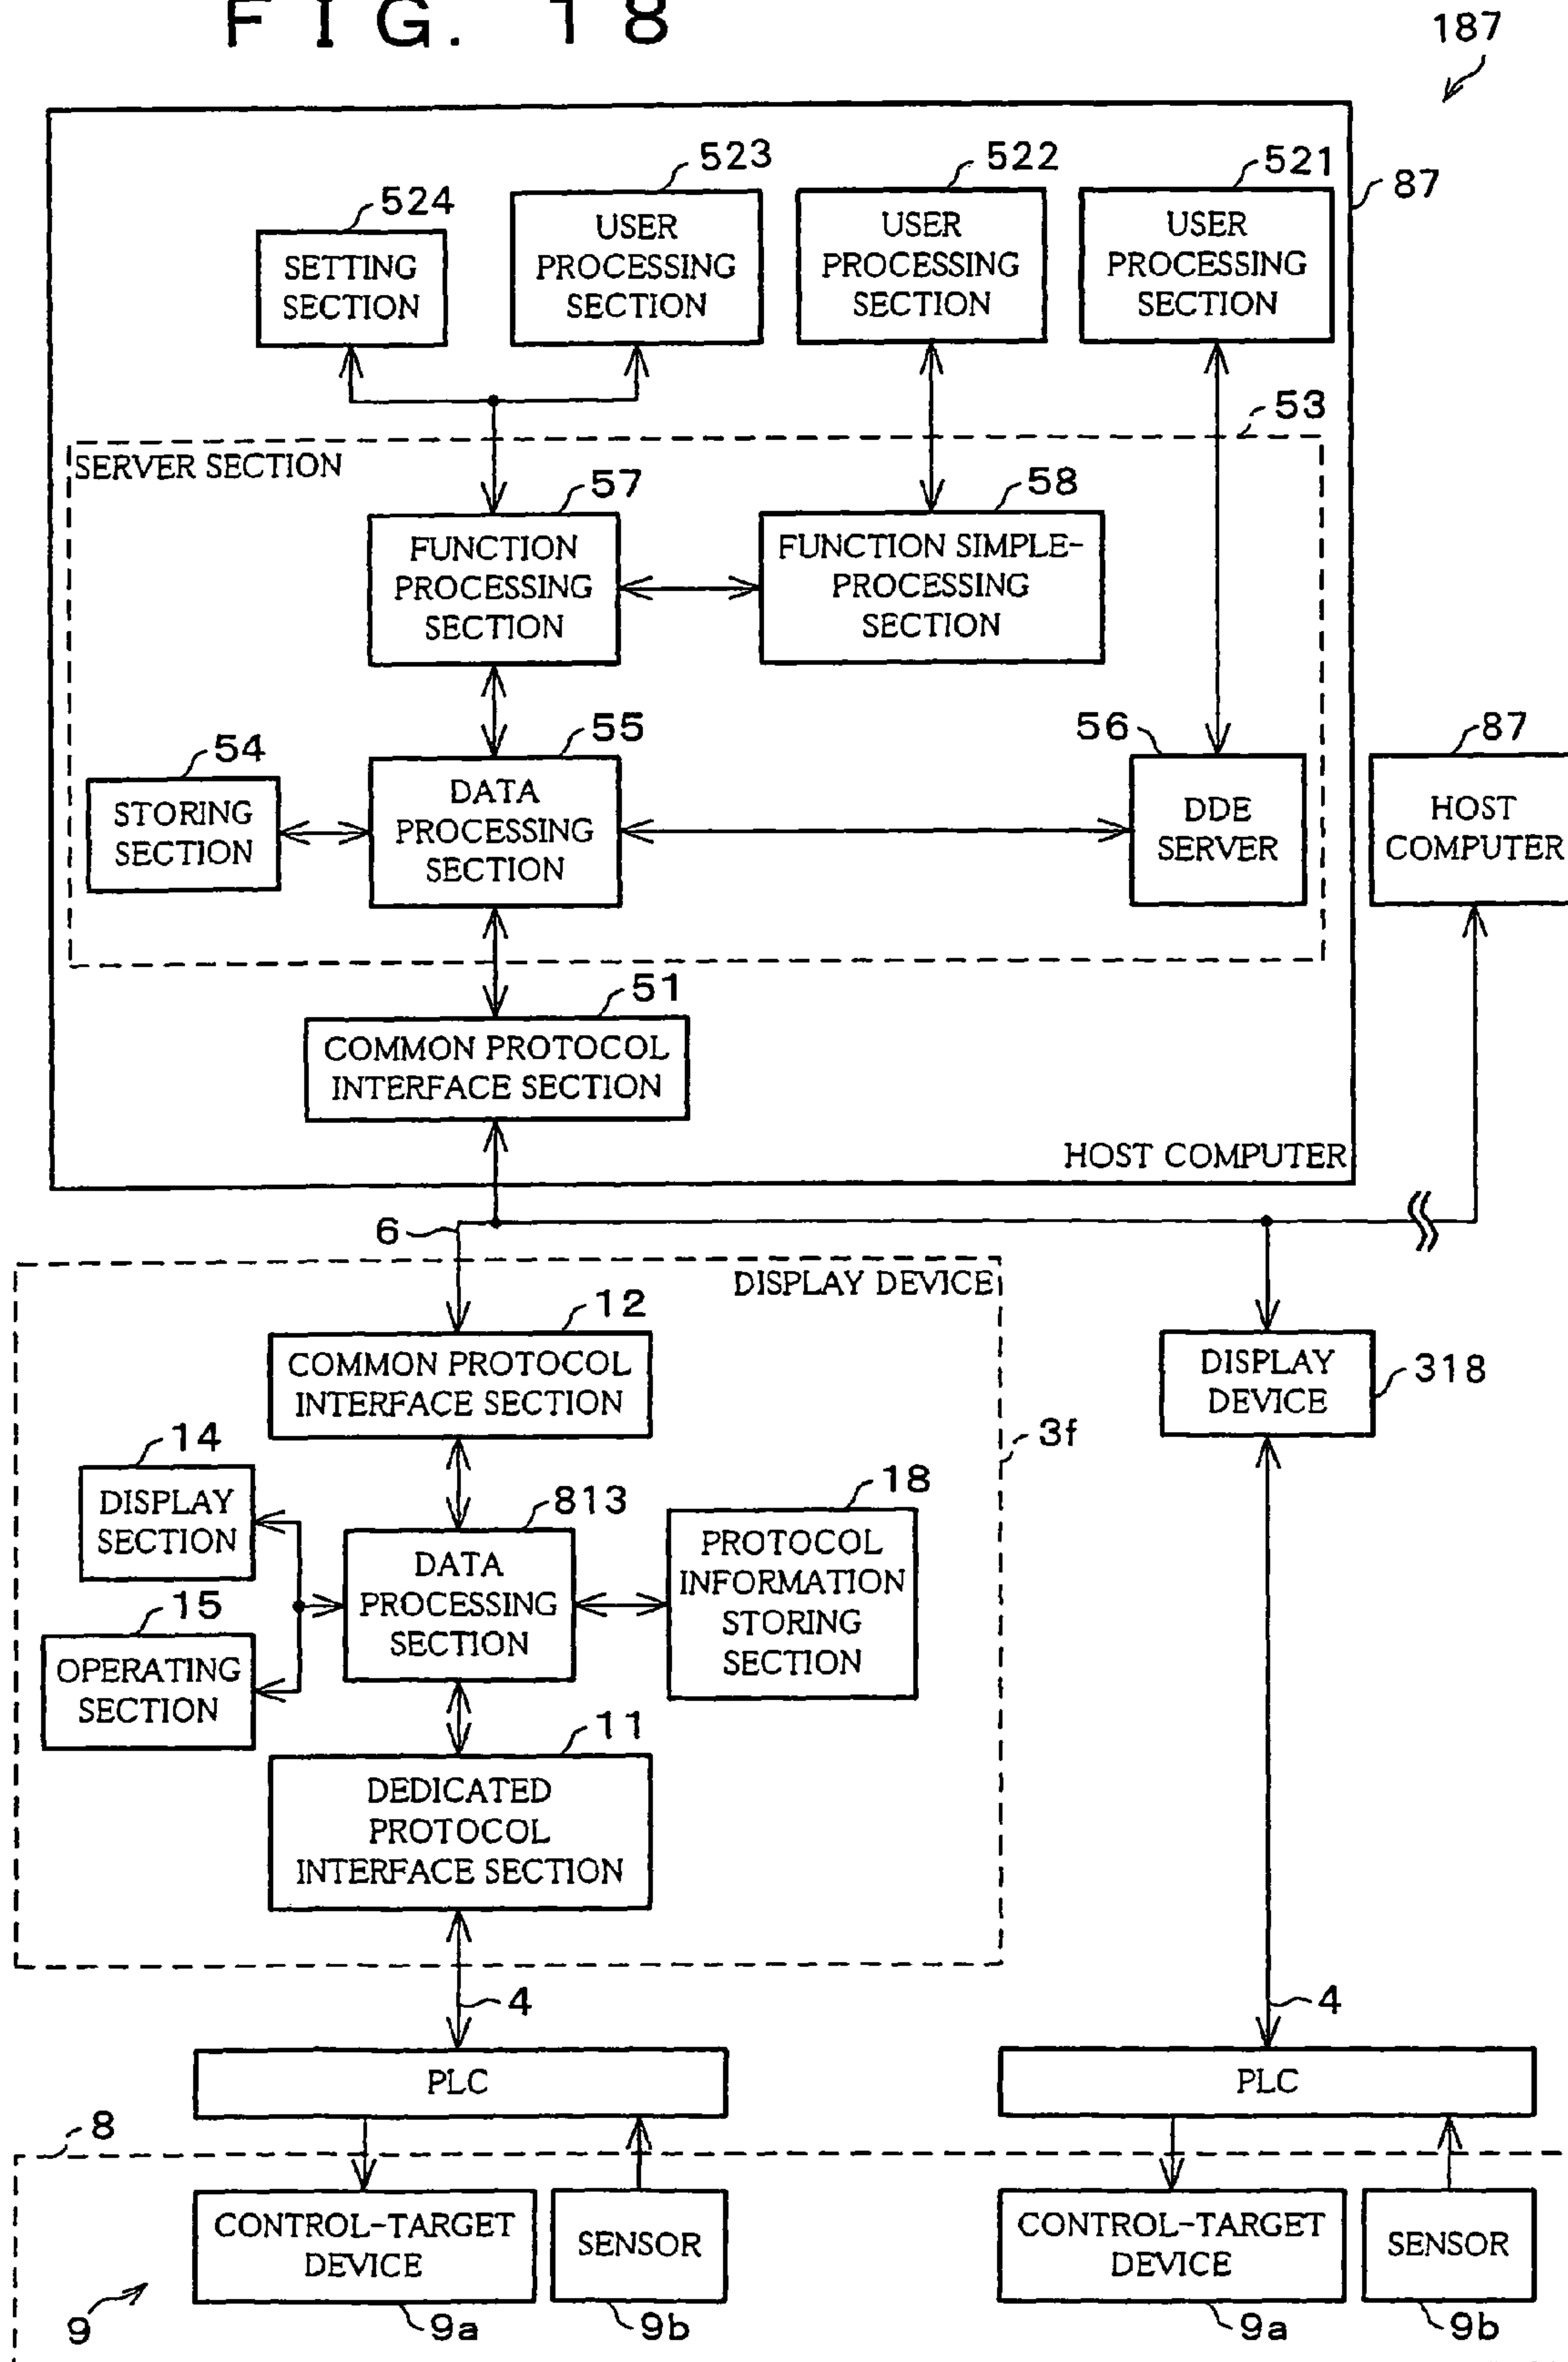 FIG. 18
187
524
523
522
521
87
SETTING
SECTION
USER
PROCESSING
SECTION
USER
PROCESSING
SECTION
USER
PROCESSING
SECTION
53
SERVER SECTION
57
58
FUNCTION
PROCESSING
SECTION
FUNCTION SIMPLE-
PROCESSING
SECTION
54
55
56
87
STORING
SECTION
DATA
PROCESSING
SECTION
DDE
SERVER
HOST
COMPUTER
51
COMMON PROTOCOL
INTERFACE SECTION
HOST COMPUTER
6
DISPLAY DEVICE
12
COMMON PROTOCOL
INTERFACE SECTION
DISPLAY
DEVICE
318
3f
14
DISPLAY
SECTION
813
DATA
PROCESSING
SECTION
18
PROTOCOL
INFORMATION
STORING
SECTION
15
OPERATING
SECTION
11
DEDICATED
PROTOCOL
INTERFACE SECTION
4
4
PLC
PLC
8
CONTROL-TARGET
DEVICE
SENSOR
CONTROL-TARGET
DEVICE
SENSOR
9
9a
9b
9a
9b